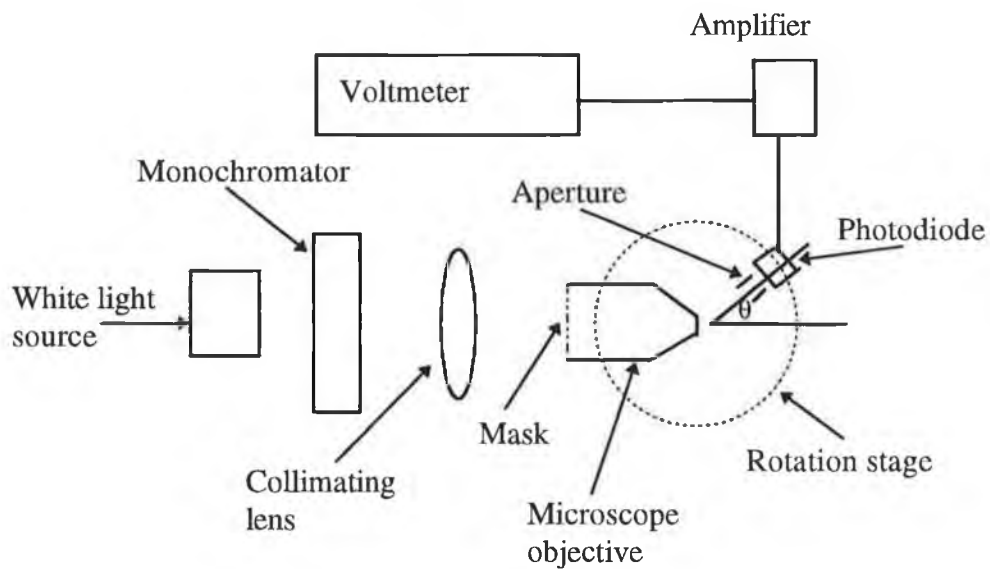 Amplifier
Voltmeter
Monochromator
Aperture
Photodiode
White light
source
θ
Mask
Collimating
lens
Microscope
objective
Rotation stage